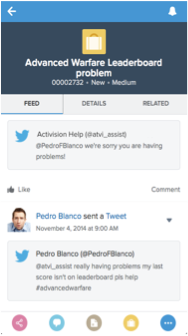 Advanced Warfare Leaderboard
problem
00002732 • New • Medium
FEED
DETAILS
RELATED
Activision Help (@atvi_assist)
@PedroFBlanco we're sorry you are having
problems!
Like
Comment
Pedro Blanco sent a Tweet
November 4, 2014 at 9:00 AM
Pedro Blanco (@PedroFBlanco)
@atvi_assist really having problems my last
score isn't on leaderboard pls help
#advancedwarfare